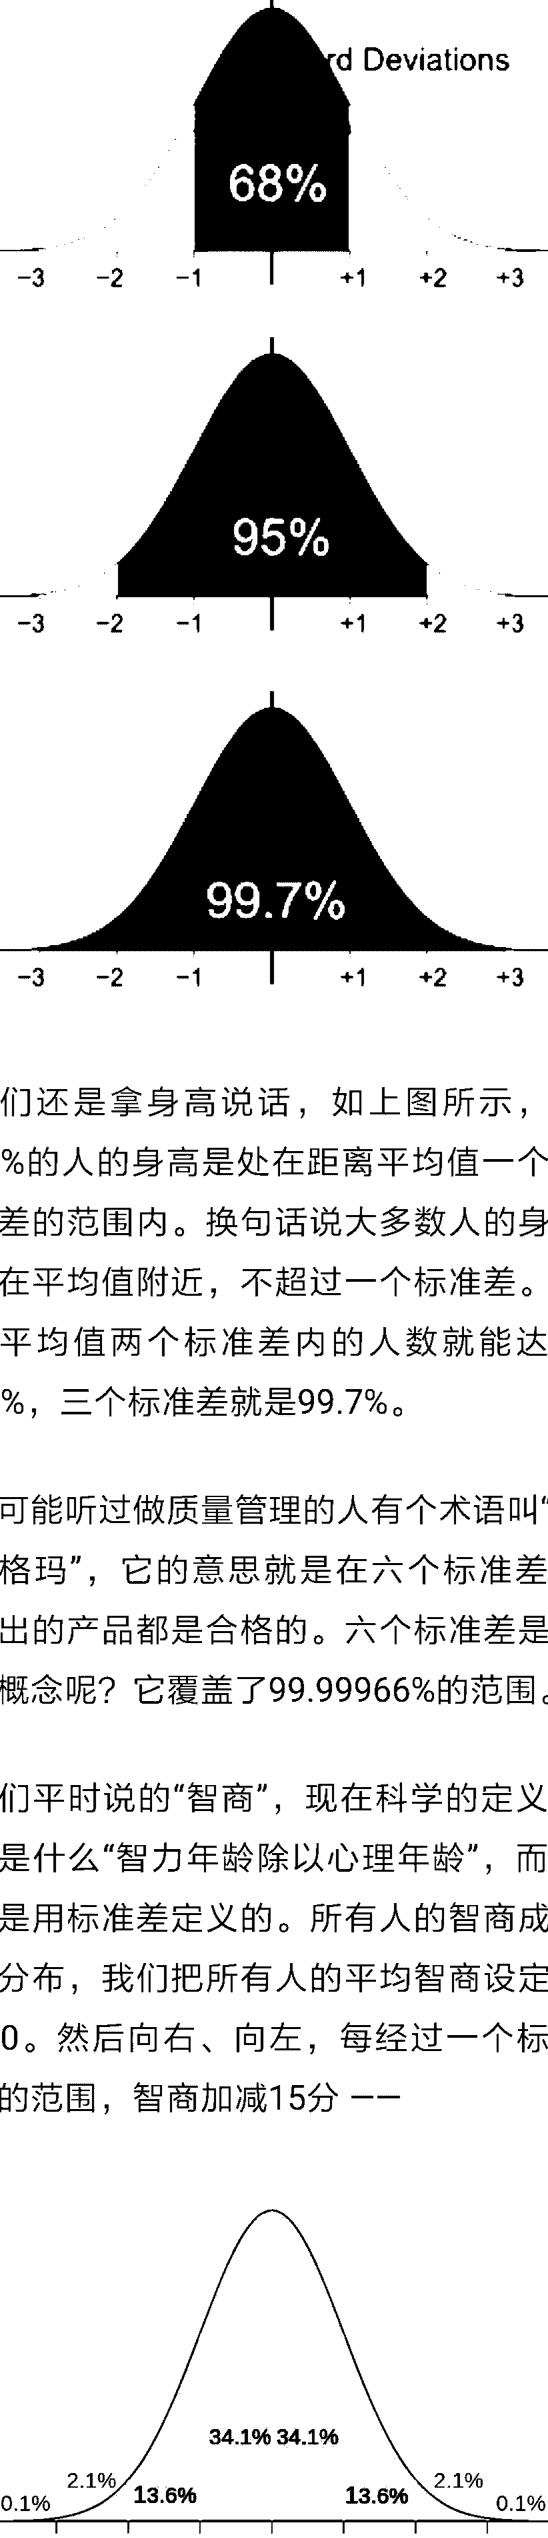 rd Deviations
68%
-3 -2 -1 +1 +2 +3
95%
-3 -2 -1 +1 +2 +3
99.7%
-3 -2 -1 +1 +2 +3
们还是拿身高说话，如上图所示，
%的人的身高是处在距离平均值一个
差的范围内。换句话说大多数人的身
在平均值附近，不超过一个标准差。
平均值两个标准差内的人数就能达
%，三个标准差就是99.7%。
可能听过做质量管理的人有个术语叫“
格玛”，它的意思就是在六个标准差
出的产品都是合格的。六个标准差是
概念呢？它覆盖了99.99966%的范围。
们平时说的“智商”，现在科学的定义
是什么“智力年龄除以心理年龄”，而
是用标准差定义的。所有人的智商成
分布，我们把所有人的平均智商设定
0。然后向右、向左，每经过一个标
的范围，智商加减15分 ——
34.1% 34.1%
2.1% 2.1%
0.1% 13.6% 13.6% 0.1%